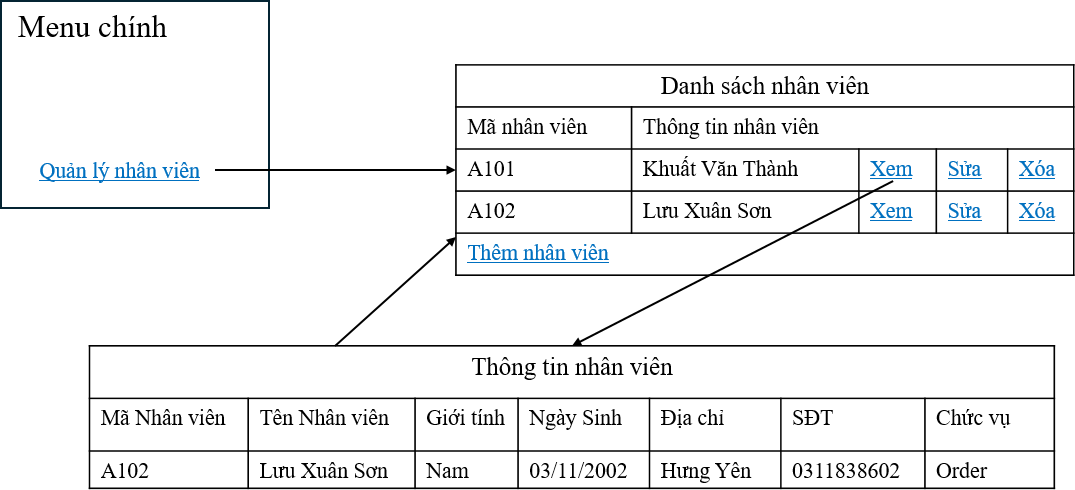 Menu chính
Quản lý nhân viên
Danh sách nhân viên
Mã nhân viên Thông tin nhân viên
A101 Khuất Văn Thành Xem Sửa Xóa
A102 Lưu Xuân Sơn Xem Sửa Xóa
Thêm nhân viên
Thông tin nhân viên
Mã Nhân viên Tên Nhân viên Giới tính Ngày Sinh Địa chỉ SĐT Chức vụ
A102 Lưu Xuân Sơn Nam 03/11/2002 Hưng Yên 0311838602 Order